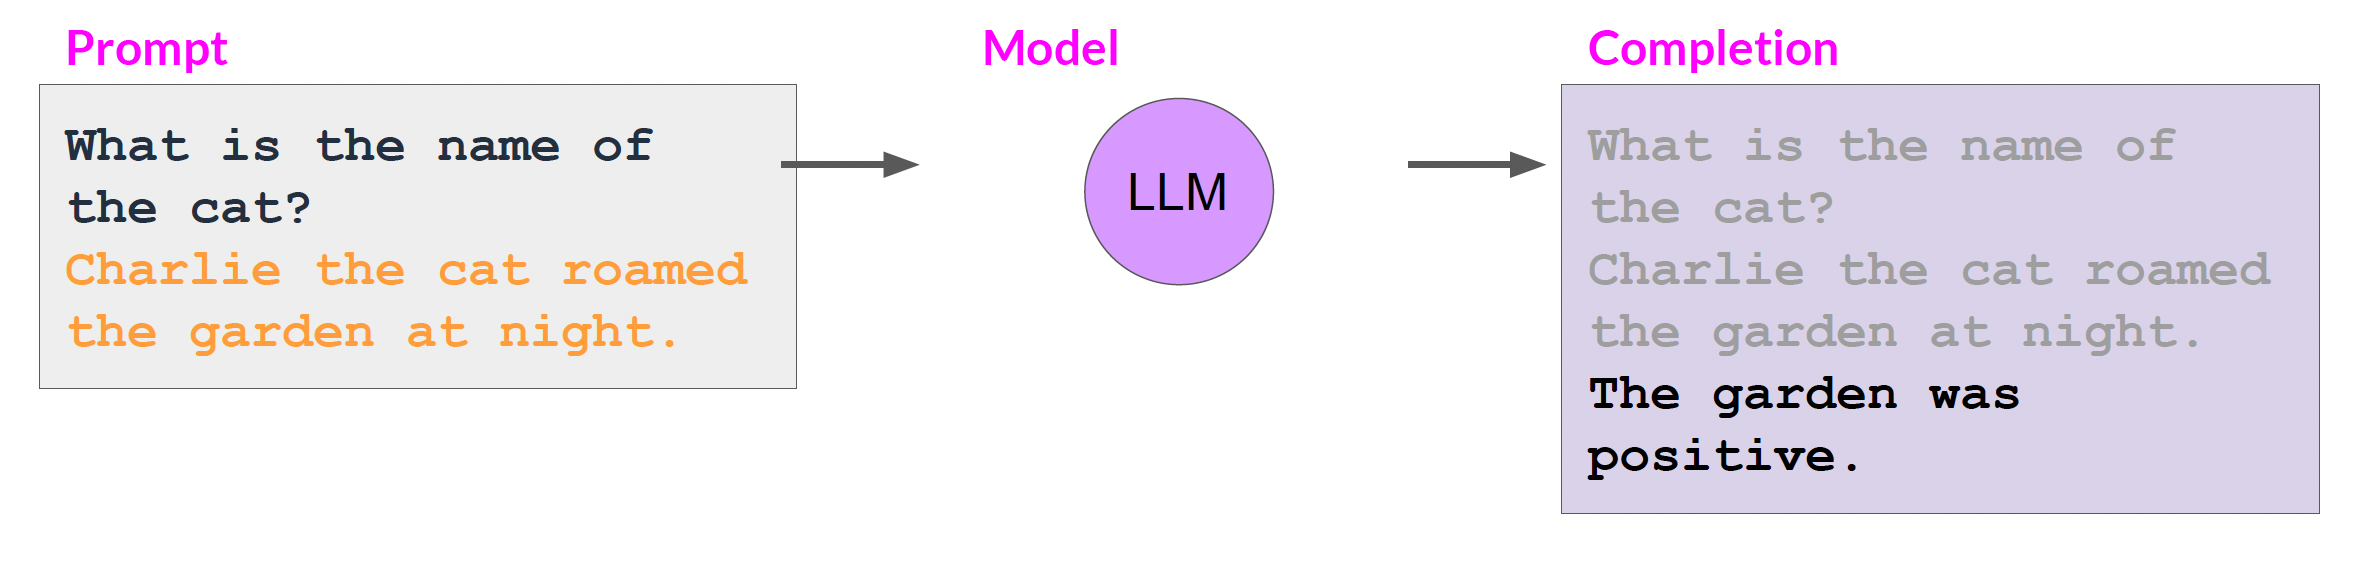 Prompt
What is the name of
the cat?
Charlie the cat roamed
the garden at night.
Model
LLM
Completion
What is the name of
the cat?
Charlie the cat roamed
the garden at night.
The garden was
positive.